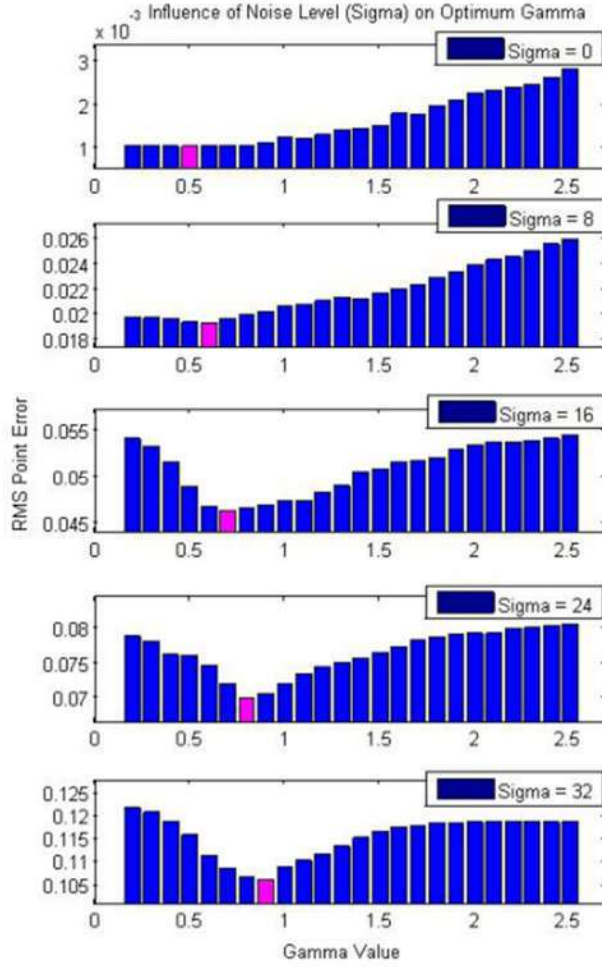 -3 Influence of Noise Level (Sigma) on Optimum Gamma
x 10
Sigma = 0
3
2
1
0 0.5 1 1.5 2 2.5
Sigma = 8
0.026
0.024
0.022
0.02
0.018
0 0.5 1 1.5 2 2.5
RMS Point Error
Sigma = 16
0.055
0.05
0.045
0 0.5 1 1.5 2 2.5
Sigma = 24
0.08
0.075
0.07
0 0.5 1 1.5 2 2.5
Sigma = 32
0.125
0.12
0.115
0.11
0.105
0 0.5 1 1.5 2 2.5
Gamma Value